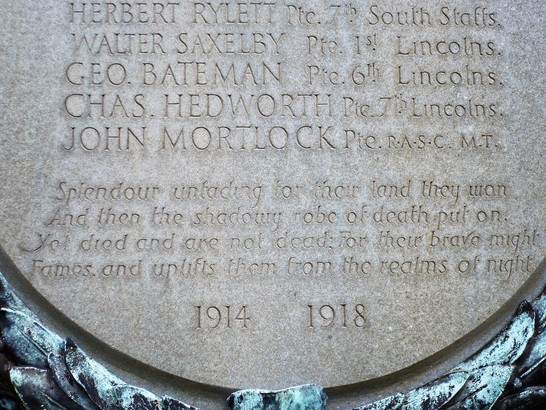 HERBERT RYLETT Pte. 7th South Staffs.
WALTER SAXELBY Pte. 1st Lincolns.
GEO. BATEMAN Pte. 6th Lincolns.
CHAS. HEDWORTH Pte. 7th Lincolns.
JOHN MORTLOCK Pte. R.A.S.C. M.T.
Splendour unfading for their land they won
And then the shadowy robe of death put on.
Yet died and are not dead: For their brave might
Fames, and uplifts them from the realms of night.
1914 1918